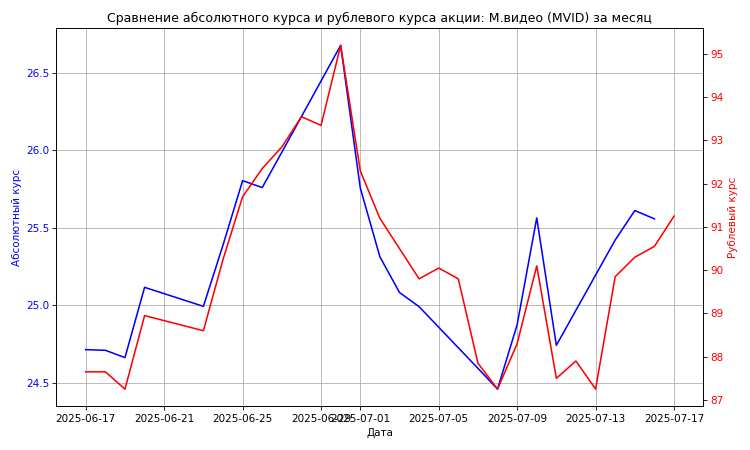 Сравнение абсолютного курса и рублевого курса акции: М.видео (MVID) за месяц
Абсолютный курс
26.5
26.0
25.5
25.0
24.5
95
94
93
92
91
90
89
88
87
Рублевый курс
2025-06-17 2025-06-21 2025-06-25 2025-06-29 2025-07-01 2025-07-05 2025-07-09 2025-07-13 2025-07-17
Дата